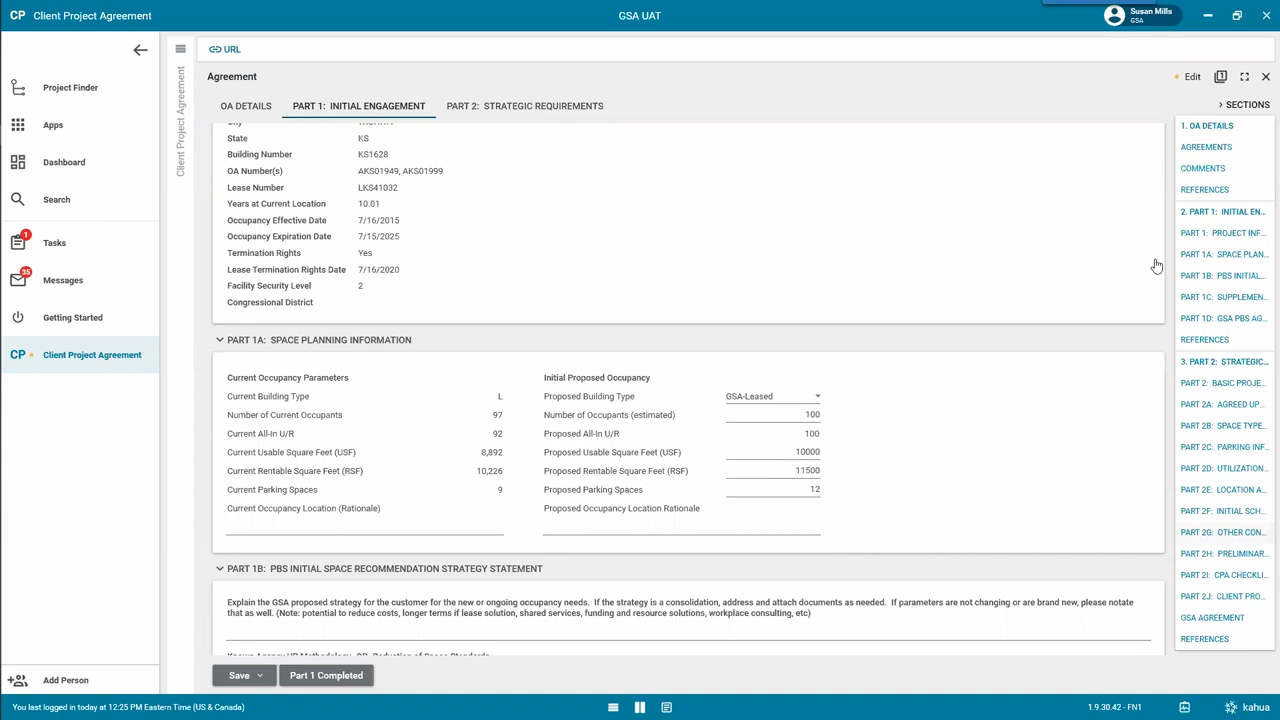 CP Client Project Agreement
GSA UAT
Susan Mills
GSA
Project Finder
Apps
Dashboard
Search
1
Tasks
35
Messages
Getting Started
CP Client Project Agreement
Add Person
Client Project Agreement
URL
Agreement
Edit
1
OA DETAILS
PART 1: INITIAL ENGAGEMENT
PART 2: STRATEGIC REQUIREMENTS
State KS
Building Number KS1628
OA Number(s) AKS01949, AKS01999
Lease Number LKS41032
Years at Current Location 10.01
Occupancy Effective Date 7/16/2015
Occupancy Expiration Date 7/15/2025
Termination Rights Yes
Lease Termination Rights Date 7/16/2020
Facility Security Level 2
Congressional District
PART 1A: SPACE PLANNING INFORMATION
Current Occupancy Parameters Initial Proposed Occupancy
Current Building Type L Proposed Building Type GSA-Leased
Number of Current Occupants 97 Number of Occupants (estimated) 100
Current All-In U/R 92 Proposed All-In U/R 100
Current Usable Square Feet (USF) 8,892 Proposed Usable Square Feet (USF) 10000
Current Rentable Square Feet (RSF) 10,226 Proposed Rentable Square Feet (RSF) 11500
Current Parking Spaces 9 Proposed Parking Spaces 12
Current Occupancy Location (Rationale) Proposed Occupancy Location Rationale
PART 1B: PBS INITIAL SPACE RECOMMENDATION STRATEGY STATEMENT
Explain the GSA proposed strategy for the customer for the new or ongoing occupancy needs. If the strategy is a consolidation, address and attach documents as needed. If parameters are not changing or are brand new, please notate
that as well. (Note: potential to reduce costs, longer terms if lease solution, shared services, funding and resource solutions, workplace consulting, etc)
Save
Part 1 Completed
SECTIONS
1. OA DETAILS
AGREEMENTS
COMMENTS
REFERENCES
2. PART 1: INITIAL EN...
PART 1: PROJECT INF...
PART 1A: SPACE PLAN...
PART 1B: PBS INITIAL...
PART 1C: SUPPLEMEN...
PART 1D: GSA PBS AG...
REFERENCES
3. PART 2: STRATEGIC...
PART 2: BASIC PROJE...
PART 2A: AGREED UP...
PART 2B: SPACE TYPE...
PART 2C: PARKING INF...
PART 2D: UTILIZATION...
PART 2E: LOCATION A...
PART 2F: INITIAL SCH...
PART 2G: OTHER CON...
PART 2H: PRELIMINAR...
PART 2I: CPA CHECKLI...
PART 2J: CLIENT PRO...
GSA AGREEMENT
REFERENCES
You last logged in today at 12:25 PM Eastern Time (US & Canada)
1.9.30.42 - FN1
kahua